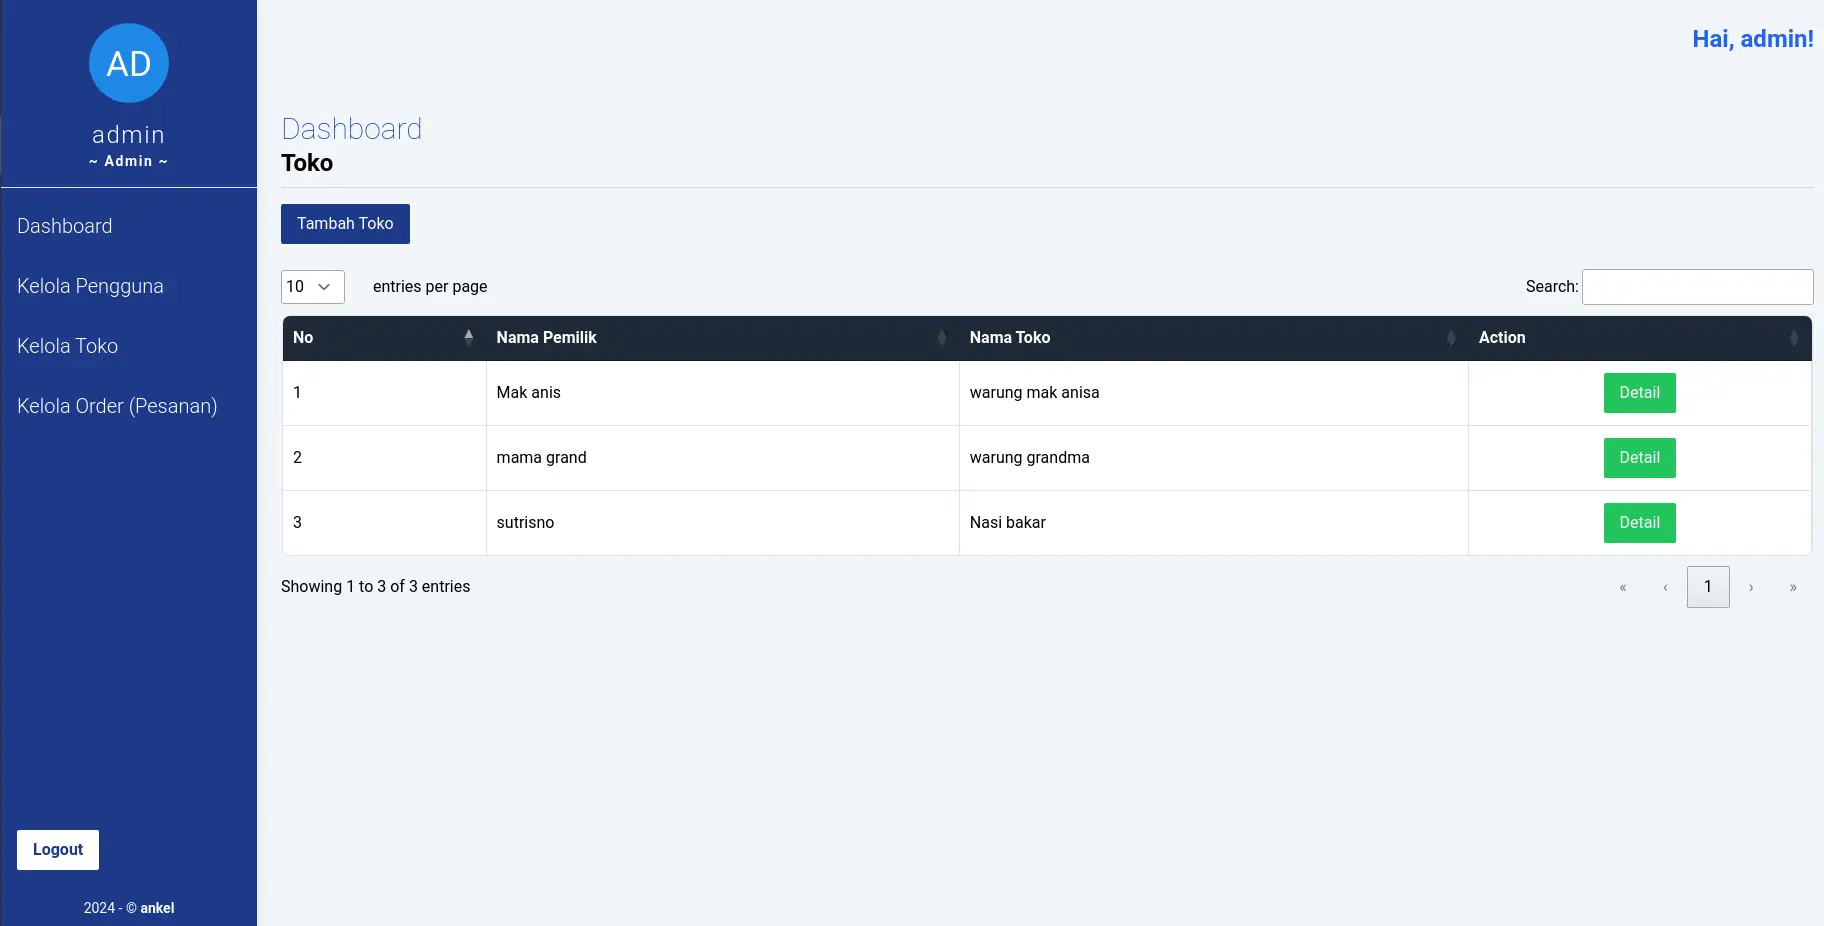 AD
admin
~ Admin ~
Dashboard
Kelola Pengguna
Kelola Toko
Kelola Order (Pesanan)
Logout
2024 - © ankel
Hai, admin!
Dashboard
Toko
Tambah Toko
10 entries per page
Search:
No Nama Pemilik Nama Toko Action
1 Mak anis warung mak anisa Detail
2 mama grand warung grandma Detail
3 sutrisno Nasi bakar Detail
Showing 1 to 3 of 3 entries
« ‹ 1 › »